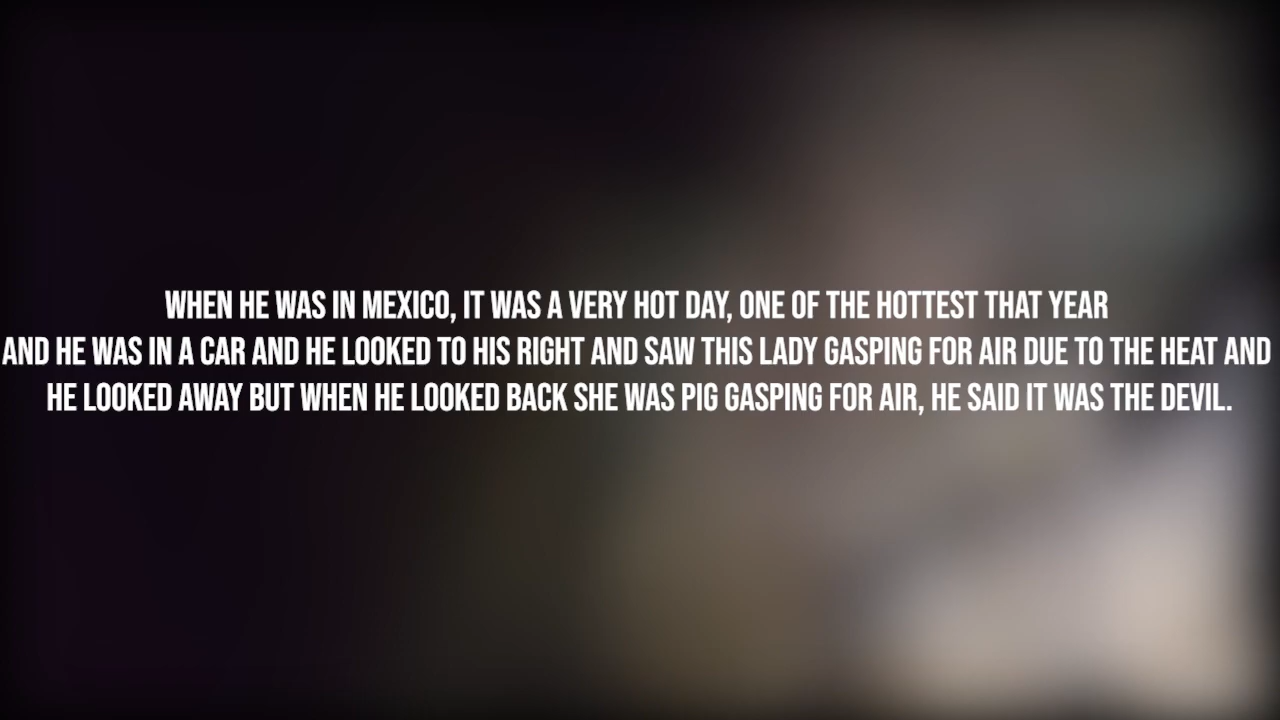 WHEN HE WAS IN MEXICO, IT WAS A VERY HOT DAY, ONE OF THE HOTTEST THAT YEAR
AND HE WAS IN A CAR AND HE LOOKED TO HIS RIGHT AND SAW THIS LADY GASPING FOR AIR DUE TO THE HEAT AND
HE LOOKED AWAY BUT WHEN HE LOOKED BACK SHE WAS PIG GASPING FOR AIR, HE SAID IT WAS THE DEVIL.